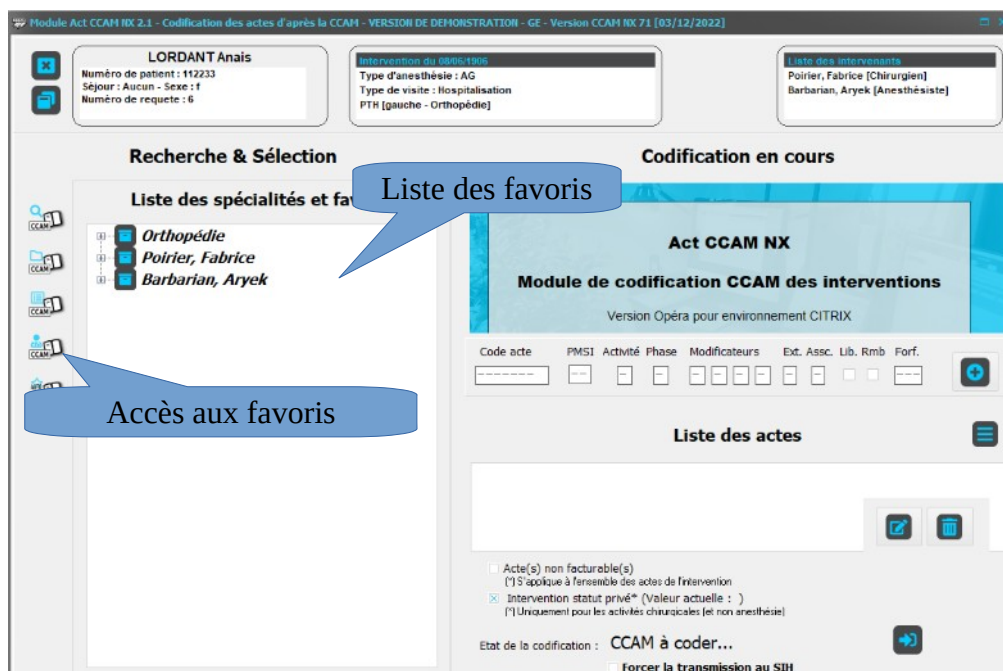 Module Act CCAM NX 2.1 - Codification des actes d'après la CCAM - VERSION DE DEMONSTRATION - GE - Version CCAM NX 71 [03/12/2022]
LORDANT Anais
Numéro de patient : 112233
Séjour : Aucun - Sexe : f
Numéro de requete : 6
Intervention du 08/06/1906
Type d'anesthésie : AG
Type de visite : Hospitalisation
PTH [gauche - Orthopédie]
Liste des intervenants
Poirier, Fabrice [Chirurgien]
Barbarian, Aryek [Anesthésiste]
Recherche & Sélection
Codification en cours
Liste des spécialités et fav
Liste des favoris
Orthopédie
Poirier, Fabrice
Barbarian, Aryek
CCAM
CCAM
CCAM
CCAM
Accès aux favoris
Act CCAM NX
Module de codification CCAM des interventions
Version Opéra pour environnement CITRIX
Code acte PMSI Activité Phase Modificateurs Ext. Assc. Lib. Rmb Forf.
Liste des actes
Acte(s) non facturable(s)
(*) S'applique à l'ensemble des actes de l'intervention
Intervention statut privé* (Valeur actuelle : )
(*) Uniquement pour les activités chirurgicales (et non anesthésie)
Etat de la codification : CCAM à coder...
Forcer la transmission au SIH